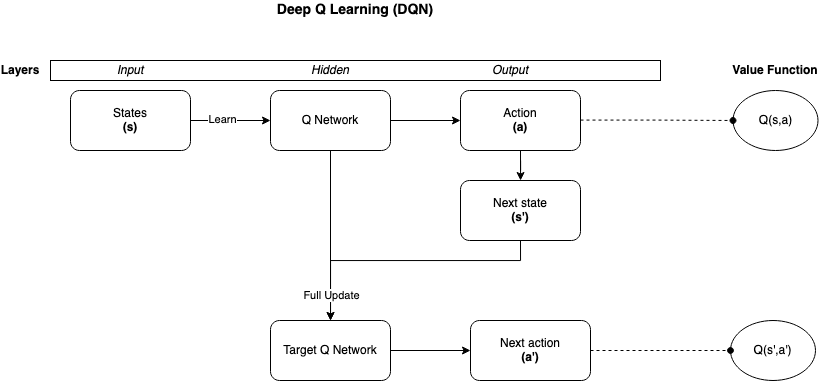 Deep Q Learning (DQN)
Layers Input Hidden Output Value Function
States
(s)
Learn
Q Network
Action
(a)
Q(s,a)
Next state
(s')
Full Update
Target Q Network
Next action
(a')
Q(s',a')